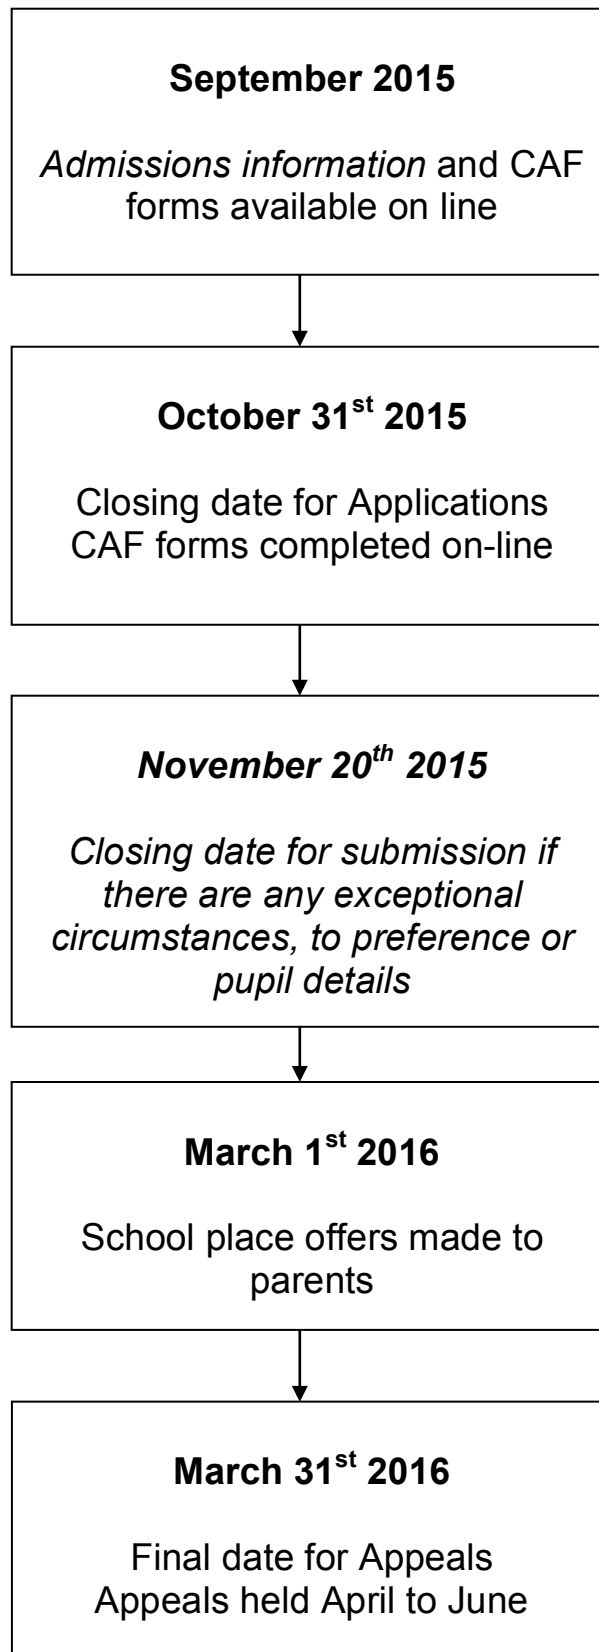 September 2015
Admissions information and CAF
forms available on line
October 31st 2015
Closing date for Applications
CAF forms completed on-line
November 20th 2015
Closing date for submission if
there are any exceptional
circumstances, to preference or
pupil details
March 1st 2016
School place offers made to
parents
March 31st 2016
Final date for Appeals
Appeals held April to June